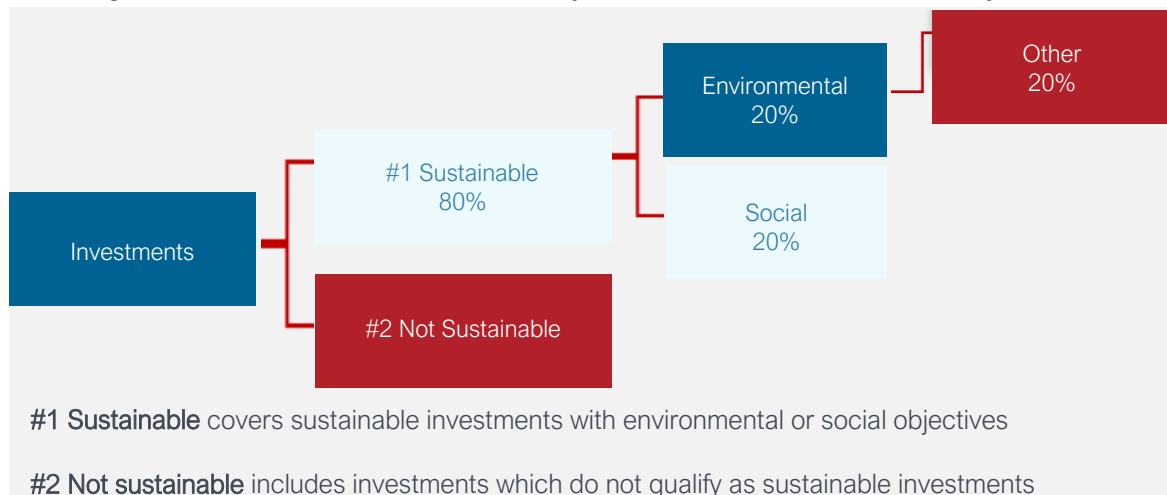 Investments
#1 Sustainable
80%
#2 Not Sustainable
Environmental
20%
Social
20%
Other
20%
#1 Sustainable covers sustainable investments with environmental or social objectives
#2 Not sustainable includes investments which do not qualify as sustainable investments